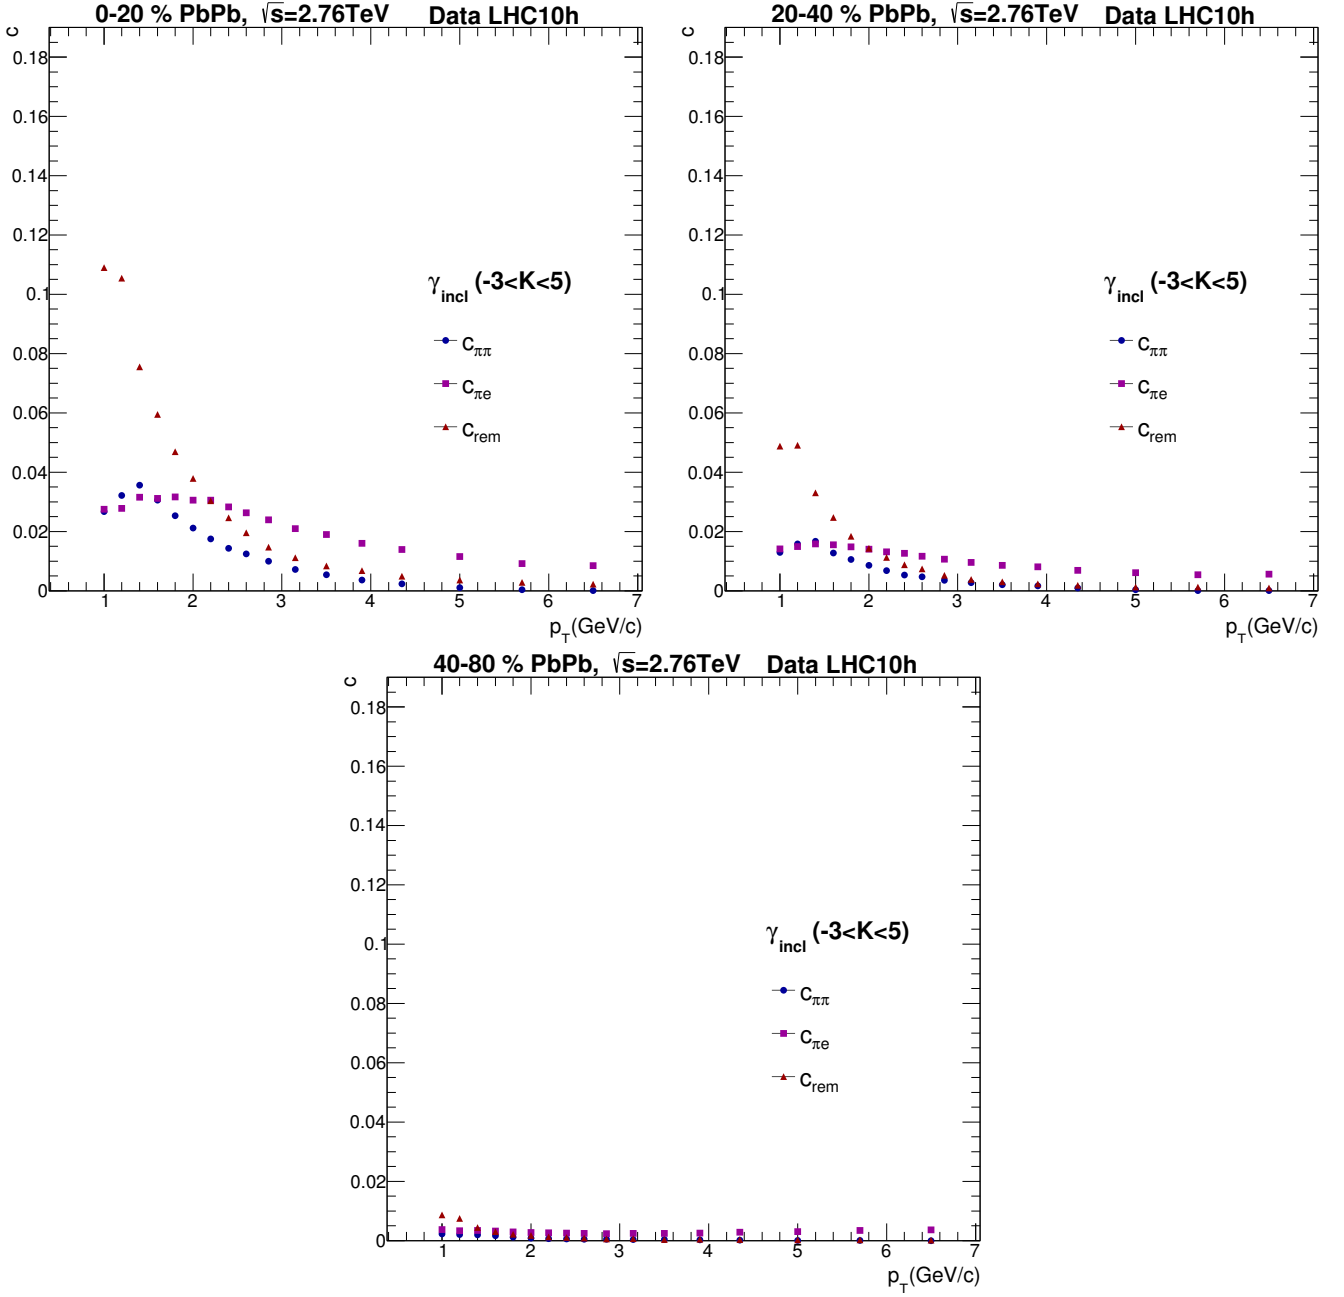 0-20 % PbPb, √s=2.76TeV Data LHC10h
c
0.18
0.16
0.14
0.12
0.1
0.08
0.06
0.04
0.02
0
γincl (-3<K<5)
cππ
cπe
crem
1 2 3 4 5 6 7
pT(GeV/c)
20-40 % PbPb, √s=2.76TeV Data LHC10h
c
0.18
0.16
0.14
0.12
0.1
0.08
0.06
0.04
0.02
0
γincl (-3<K<5)
cππ
cπe
crem
1 2 3 4 5 6 7
pT(GeV/c)
40-80 % PbPb, √s=2.76TeV Data LHC10h
c
0.18
0.16
0.14
0.12
0.1
0.08
0.06
0.04
0.02
0
γincl (-3<K<5)
cππ
cπe
crem
1 2 3 4 5 6 7
pT(GeV/c)